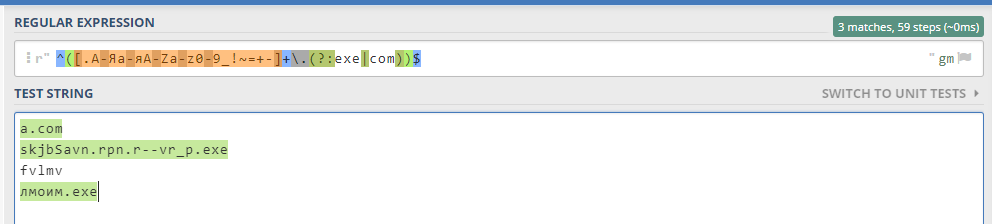 REGULAR EXPRESSION
3 matches, 59 steps (~0ms)
r" ^([.А-Яа-яA-Za-z0-9_!~=+-]+\.(?:exe|com))$ " gm
TEST STRING
SWITCH TO UNIT TESTS
a.com
skjbSavn.rpn.r--vr_p.exe
fvlmv
лмоим.exe